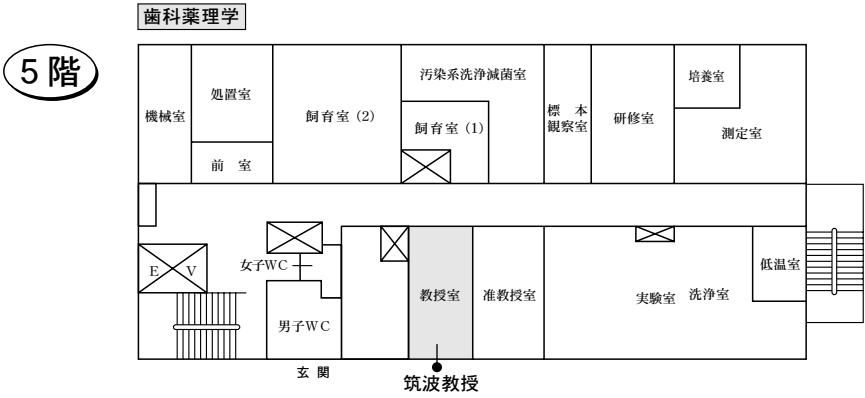 歯科薬理学
5階
機械室
処置室
前 室
飼育室（2）
汚染系洗浄滅菌室
飼育室（1）
標 本
観察室
研修室
培養室
測定室
E V
女子WC
男子WC
教授室
准教授室
実験室 洗浄室
低温室
玄 関
筑波教授